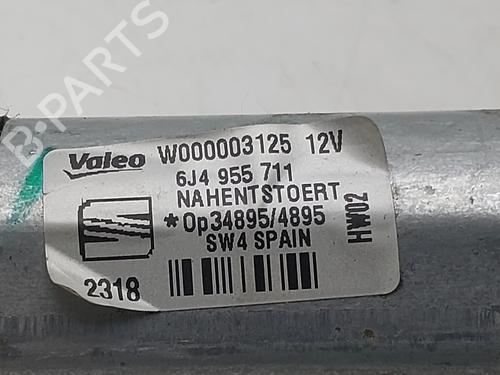 B-PARTS
Valeo W000003125 12V
6J4 955 711
NAHENTSTOERT
*Op34895/4895
SW4 SPAIN
2318
HW02